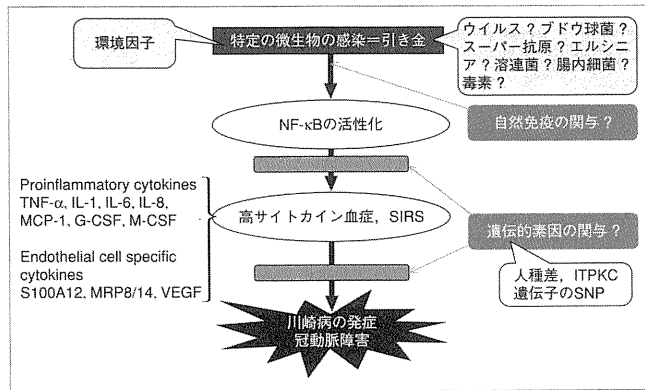 環境因子
特定の微生物の感染＝引き金
ウイルス？ブドウ球菌？
スーパー抗原？エルシニ
ア？溶連菌？腸内細菌？
毒素？
NF-κBの活性化
自然免疫の関与？
Proinflammatory cytokines
TNF-α, IL-1, IL-6, IL-8,
MCP-1, G-CSF, M-CSF
高サイトカイン血症，SIRS
遺伝的素因の関与？
Endothelial cell specific
cytokines
S100A12, MRP8/14, VEGF
人種差，ITPKC
遺伝子のSNP
川崎病の発症
冠動脈障害